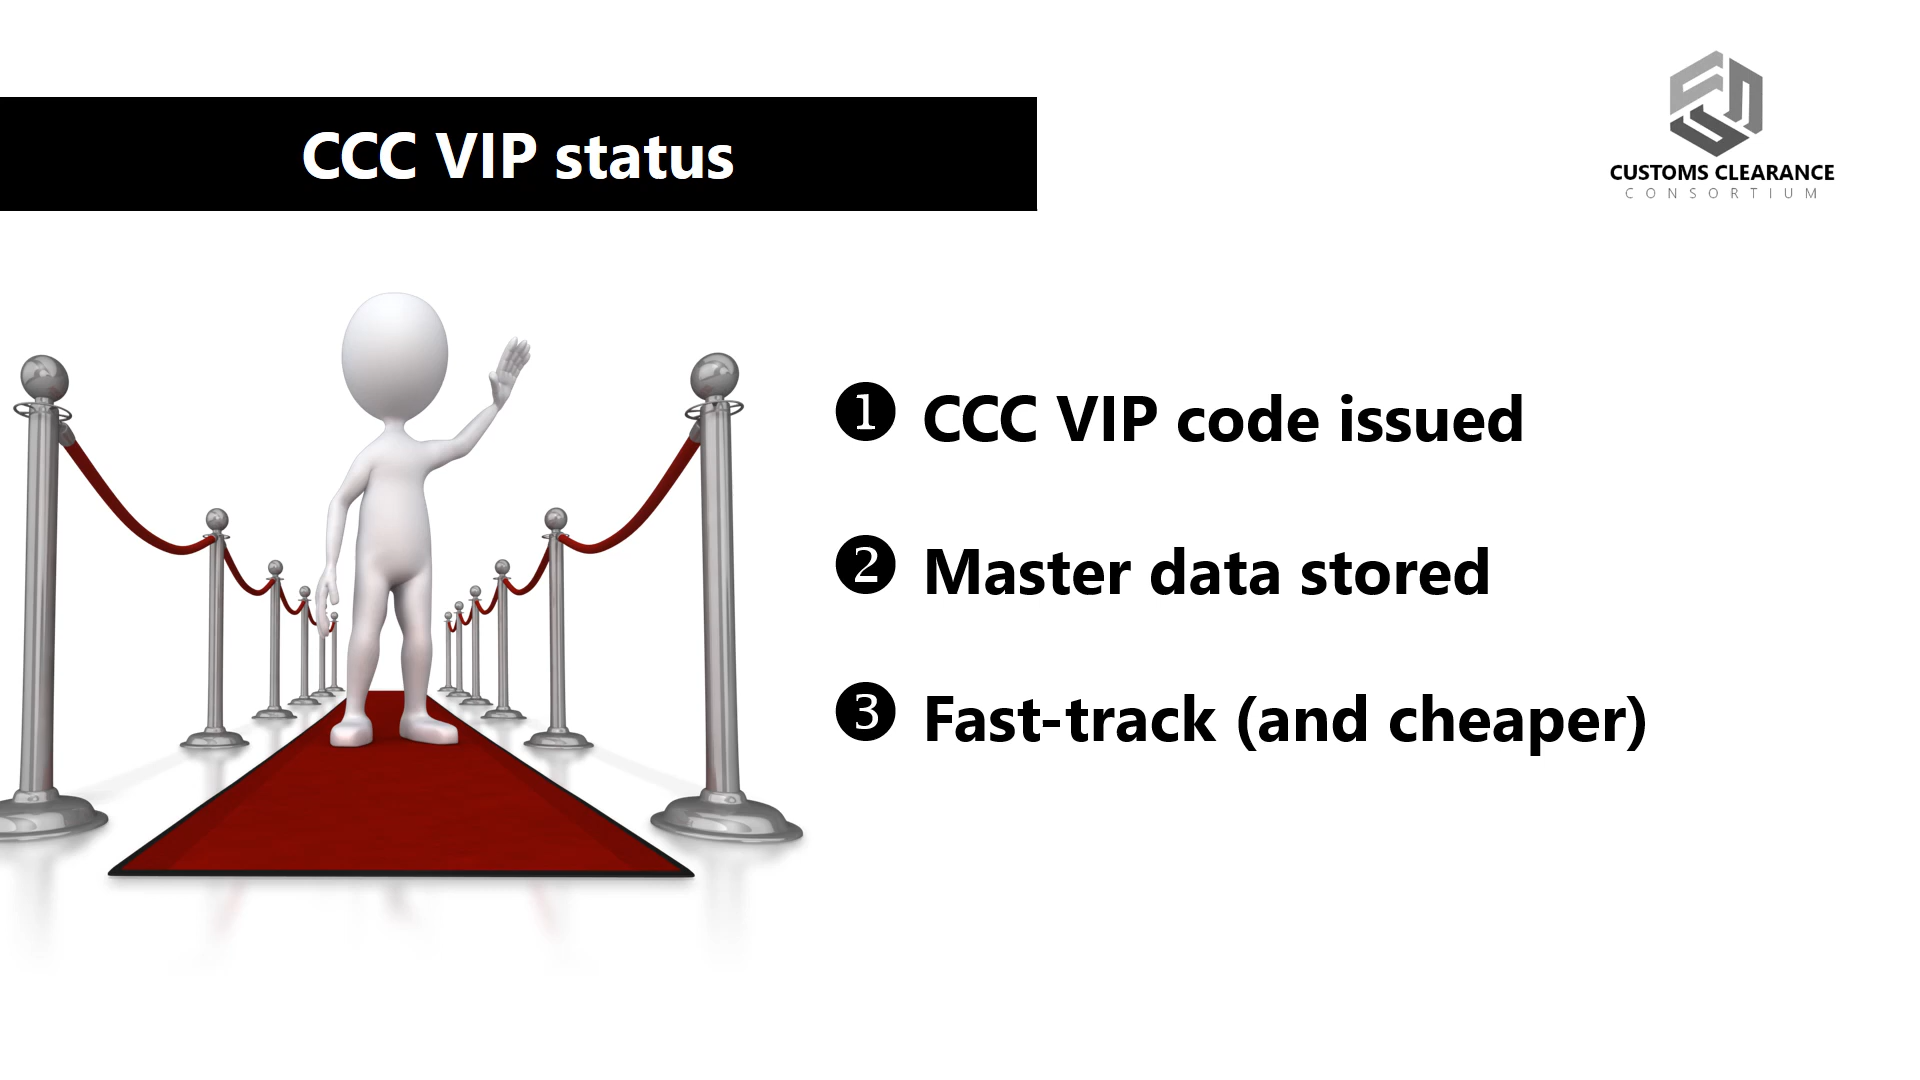 CCC VIP status
CUSTOMS CLEARANCE
CONSORTIUM
❶ CCC VIP code issued
❷ Master data stored
❸ Fast-track (and cheaper)